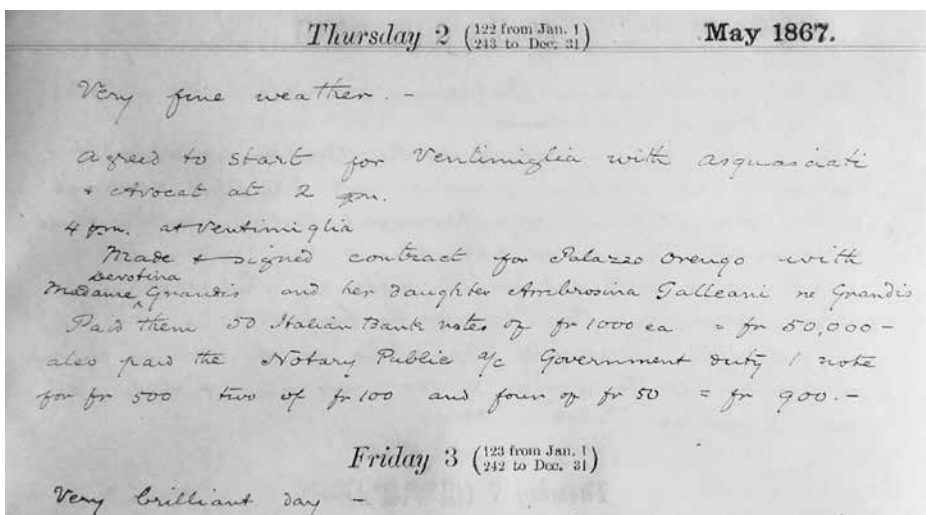 Thursday 2 (122 from Jan. 1 243 to Dec. 31) May 1867.
Very fine weather. -
agreed to start for Ventimiglia with asquasciati
& Avocat at 2 pm.
4 pm. at Ventimiglia
Made & signed contract for Palazzo Orengo with
Devotina
Madame ^ Grandis and her daughter Ambrosina Galleani ne Grandis
Paid them 50 Italian Bank notes of fr 1000 ea = fr 50,000 -
also paid the Notary Public a/c Government duty 1 note
for fr 500 two of fr 100 and four of fr 50 = fr 900. -
Friday 3 (123 from Jan. 1 242 to Dec. 31)
Very brilliant day -